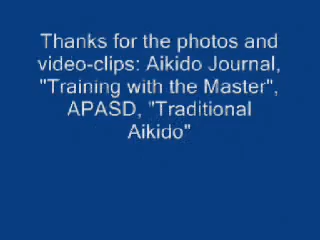 Thanks for the photos and
video-clips: Aikido Journal,
"Training with the Master",
APASD, "Traditional
Aikido"